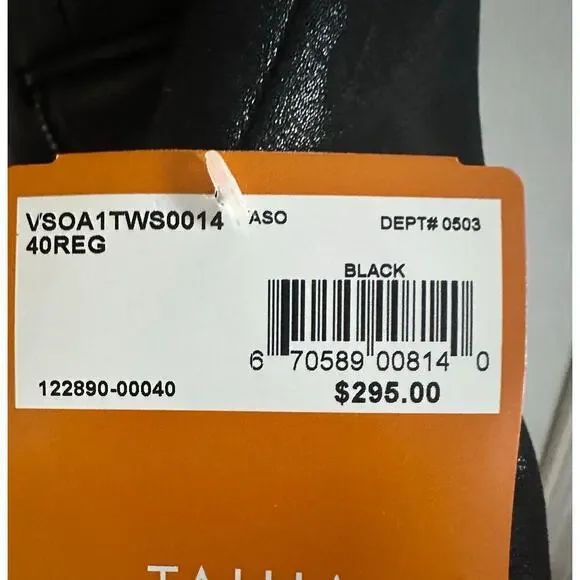 VSOA1TWS0014 ASO DEPT# 0503
40REG
BLACK
6 70589 00814 0
122890-00040 $295.00